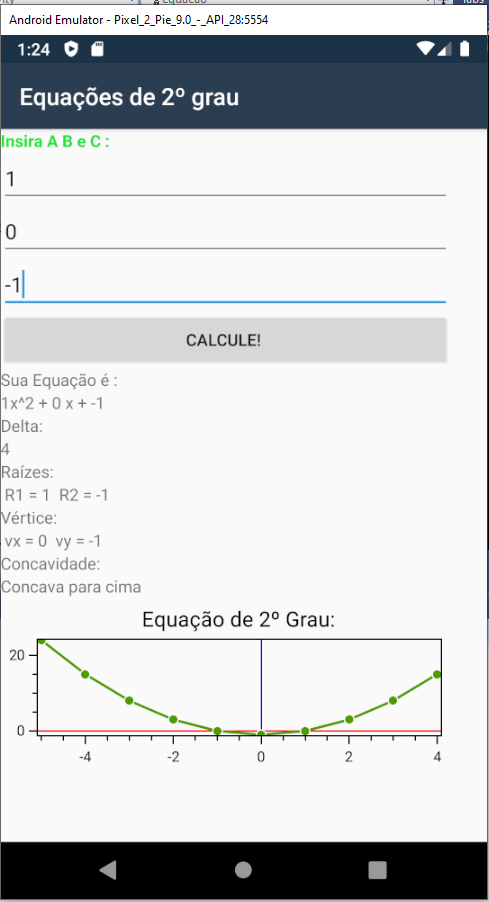 Android Emulator - Pixel_2_Pie_9.0_-_API_28:5554
1:24
Equações de 2º grau
Insira A B e C :
1
0
-1
CALCULE!
Sua Equação é :
1x^2 + 0 x + -1
Delta:
4
Raízes:
R1 = 1 R2 = -1
Vértice:
vx = 0 vy = -1
Concavidade:
Concava para cima
Equação de 2º Grau:
20
0
-4 -2 0 2 4